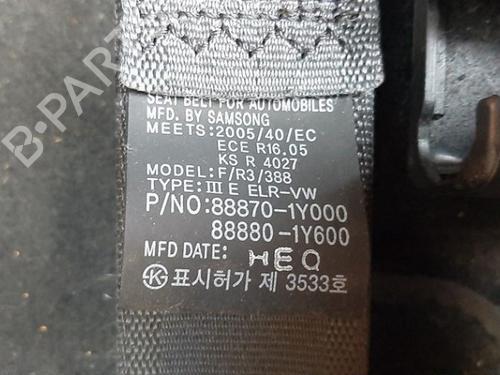 SEAT BELT FOR AUTOMOBILES
MFD. BY SAMSONG
MEETS:2005/40/EC
ECE R16.05
KS R 4027
MODEL:F/R3/388
TYPE:III E ELR-VW
P/NO:88870-1Y000
88880-1Y600
MFD DATE: HEQ
표시허가 제 3533호
B-PARTS